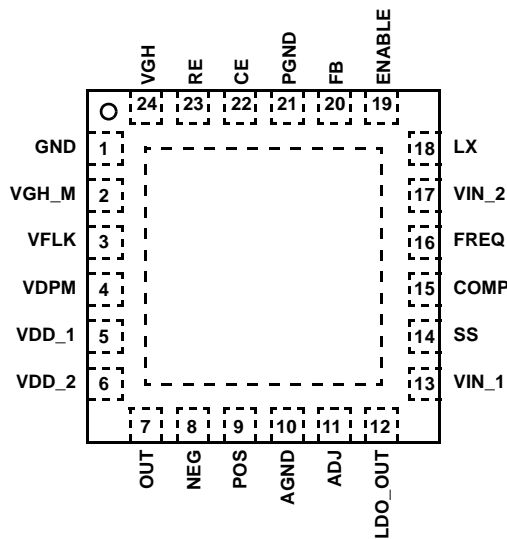 VGH RE CE PGND FB ENABLE
24 23 22 21 20 19
GND 1 18 LX
VGH_M 2 17 VIN_2
VFLK 3 16 FREQ
VDPM 4 15 COMP
VDD_1 5 14 SS
VDD_2 6 13 VIN_1
7 8 9 10 11 12
OUT NEG POS AGND ADJ LDO_OUT